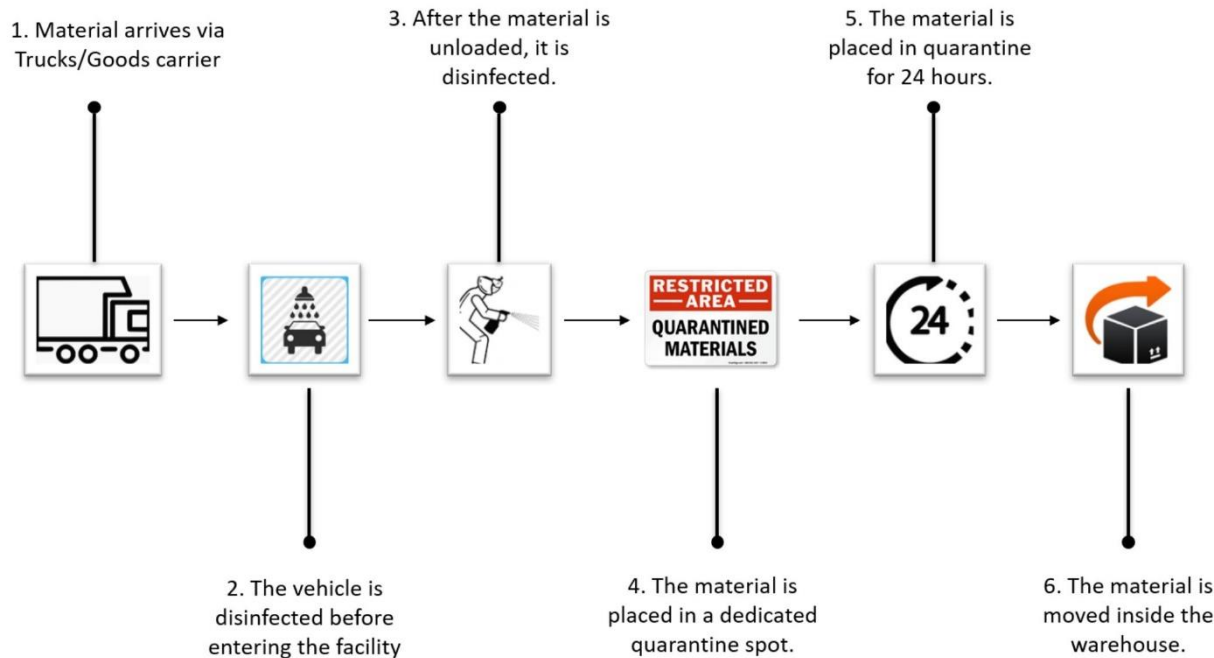 1. Material arrives via
Trucks/Goods carrier
3. After the material is
unloaded, it is
disinfected.
5. The material is
placed in quarantine
for 24 hours.
RESTRICTED
AREA
QUARANTINED
MATERIALS
24
2. The vehicle is
disinfected before
entering the facility
4. The material is
placed in a dedicated
quarantine spot.
6. The material is
moved inside the
warehouse.